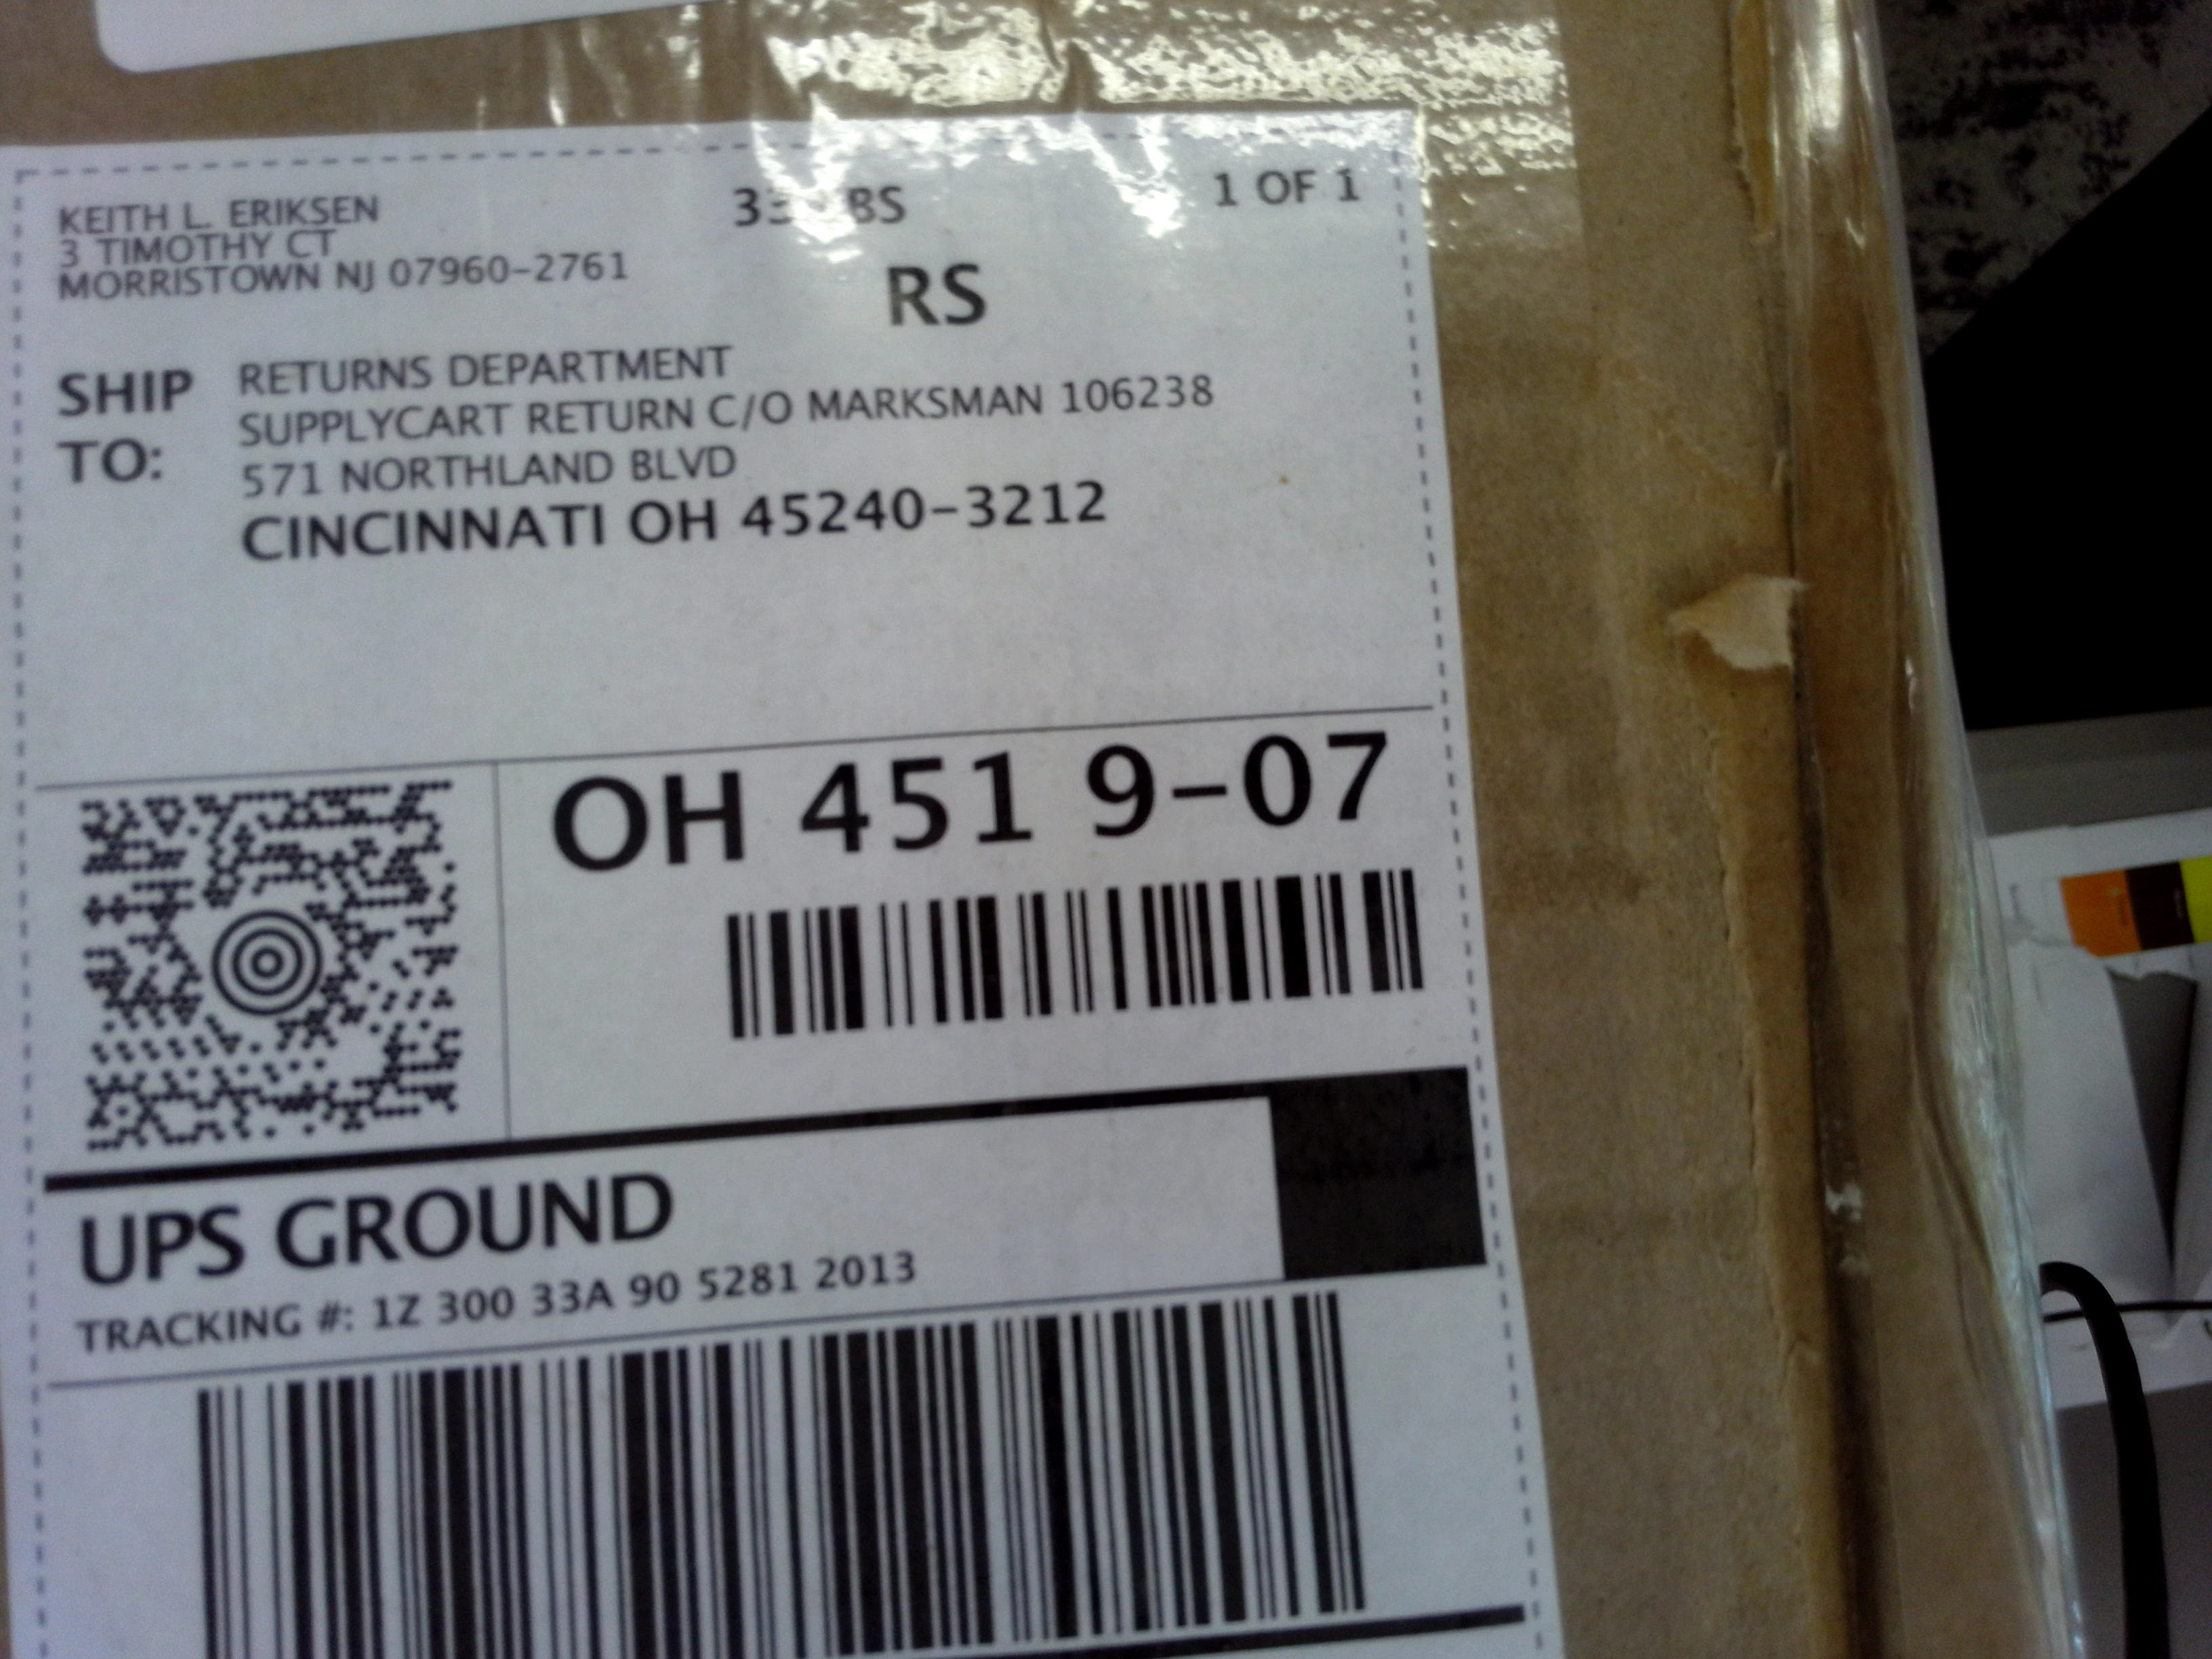 KEITH L. ERIKSEN
3 TIMOTHY CT
MORRISTOWN NJ 07960-2761
1 OF 1
RS
SHIP TO:
RETURNS DEPARTMENT
SUPPLYCART RETURN C/O MARKSMAN 106238
571 NORTHLAND BLVD
CINCINNATI OH 45240-3212
OH 451 9-07
UPS GROUND
TRACKING #: 1Z 300 33A 90 5281 2013